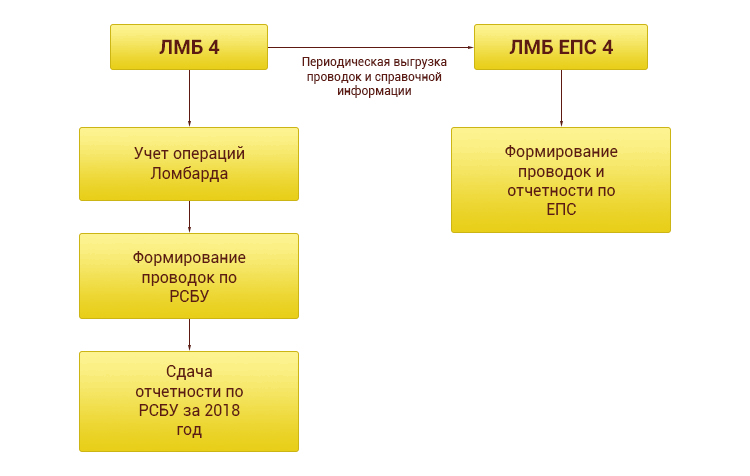 ЛМБ 4
ЛМБ ЕПС 4
Периодическая выгрузка
проводок и справочной
информации
Учет операций
Ломбарда
Формирование
проводок по
РСБУ
Сдача
отчетности по
РСБУ за 2018
год
Формирование
проводок и
отчетности по
ЕПС